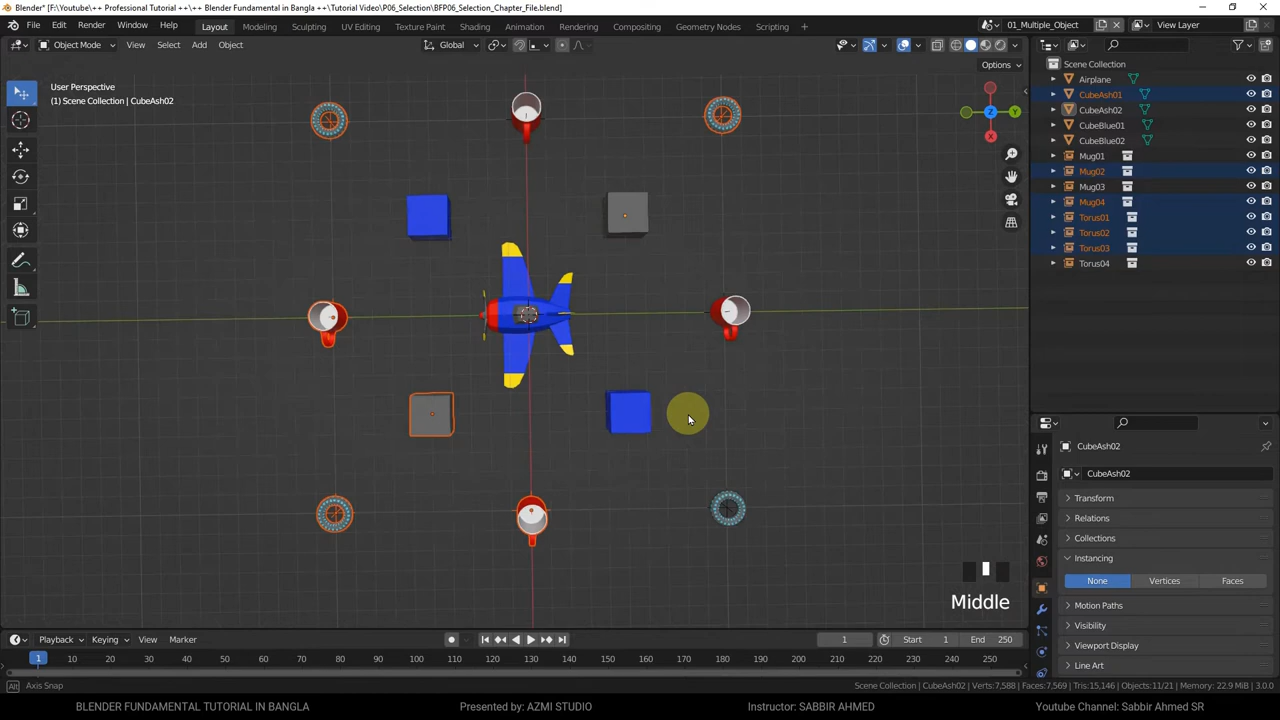 Blender* [F:\Youtube\++ Professional Tutorial ++\Blender Fundamental in Bangla ++\Tutorial Video\P06_Selection\BFP06_Selection_Chapter_File.blend]
File Edit Render Window Help Layout Modeling Sculpting UV Editing Texture Paint Shading Animation Rendering Compositing Geometry Nodes Scripting + 01_Multiple_Object View Layer
Object Mode View Select Add Object Global
Options
User Perspective
(1) Scene Collection | CubeAsh02
X
Y
Z
Middle
Scene Collection
Airplane
CubeAsh01
CubeAsh02
CubeBlue01
CubeBlue02
Mug01
Mug02
Mug03
Mug04
Torus01
Torus02
Torus03
Torus04
CubeAsh02
CubeAsh02
Transform
Relations
Collections
Instancing
None Vertices Faces
Motion Paths
Visibility
Viewport Display
Line Art
Playback Keying View Marker 1 Start 1 End 250
1 10 20 30 40 50 60 70 80 90 100 110 120 130 140 150 160 170 180 190 200 210 220 230 240 250
Alt Axis Snap Scene Collection | CubeAsh02 | Verts:7,588 | Faces:7,569 | Tris:15,146 | Objects:11/21 | Memory: 22.9 MiB | 3.0.0
BLENDER FUNDAMENTAL TUTORIAL IN BANGLA Presented by: AZMI STUDIO Instructor: SABBIR AHMED Youtube Channel: Sabbir Ahmed SR